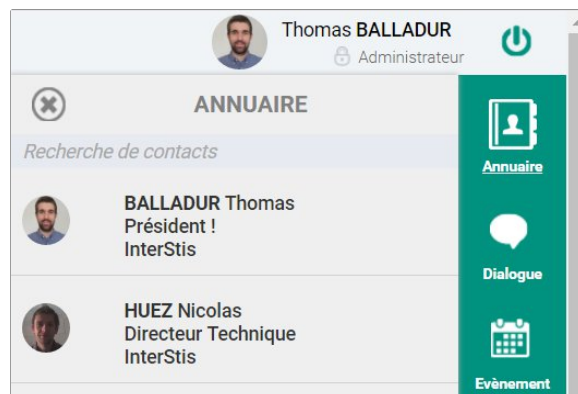 Thomas BALLADUR
Administrateur
ANNUAIRE
Recherche de contacts
BALLADUR Thomas
Président !
InterStis
HUEZ Nicolas
Directeur Technique
InterStis
Annuaire
Dialogue
Evènement